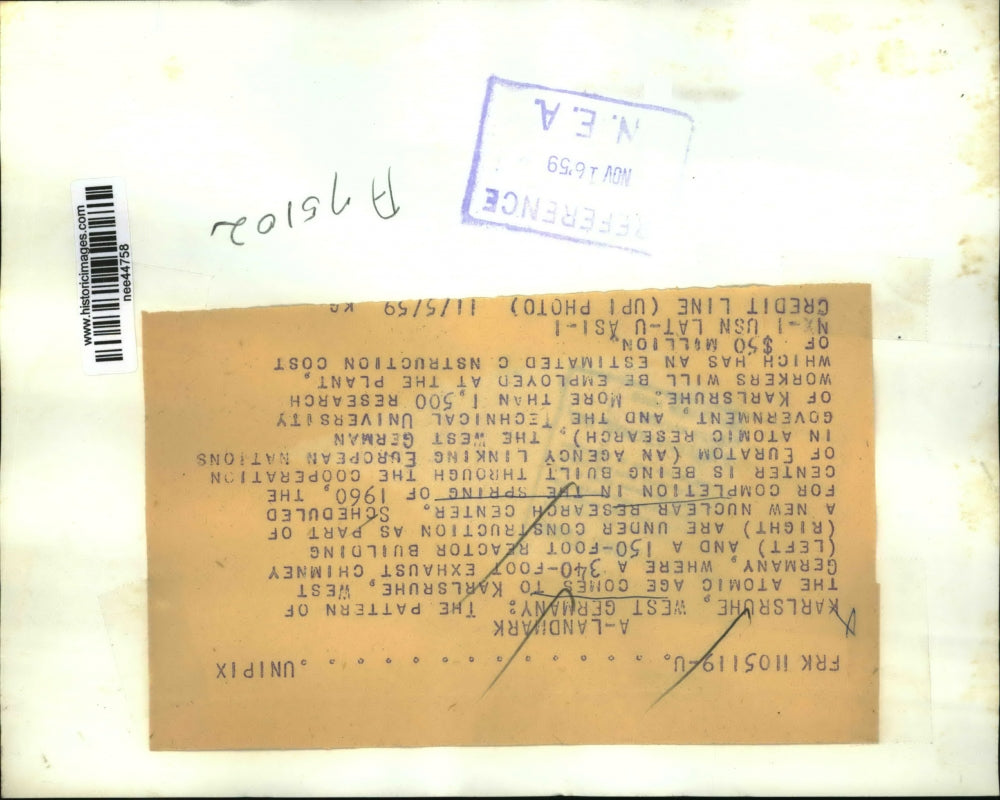 FRK 1105119-U. . . . . . . . . . . . . . . . . UNIPIX
A-LANDMARK
KARLSRUHE, WEST GERMANY: THE PATTERN OF
THE ATOMIC AGE COMES TO KARLSRUHE, WEST
GERMANY, WHERE A 340-FOOT EXHAUST CHIMNEY
(LEFT) AND A 150-FOOT REACTOR BUILDING
(RIGHT) ARE UNDER CONSTRUCTION AS PART OF
A NEW NUCLEAR RESEARCH CENTER. SCHEDULED
FOR COMPLETION IN THE SPRING OF 1960, THE
CENTER IS BEING BUILT THROUGH THE COOPERATION
OF EURATOM (AN AGENCY LINKING EUROPEAN NATIONS
IN ATOMIC RESEARCH), THE WEST GERMAN
GOVERNMENT, AND THE TECHNICAL UNIVERSITY
OF KARLSRUHE. MORE THAN 1,500 RESEARCH
WORKERS WILL BE EMPLOYED AT THE PLANT,
WHICH HAS AN ESTIMATED C NSTRUCTION COST
OF $50 MILLION.
NX-1 USN LAT-U ASI-1
CREDIT LINE (UPI PHOTO) 11/5/59 KG
A75102
REFERENCE
NOV 16 '59
N.E.A
www.historicimages.com
nee44758